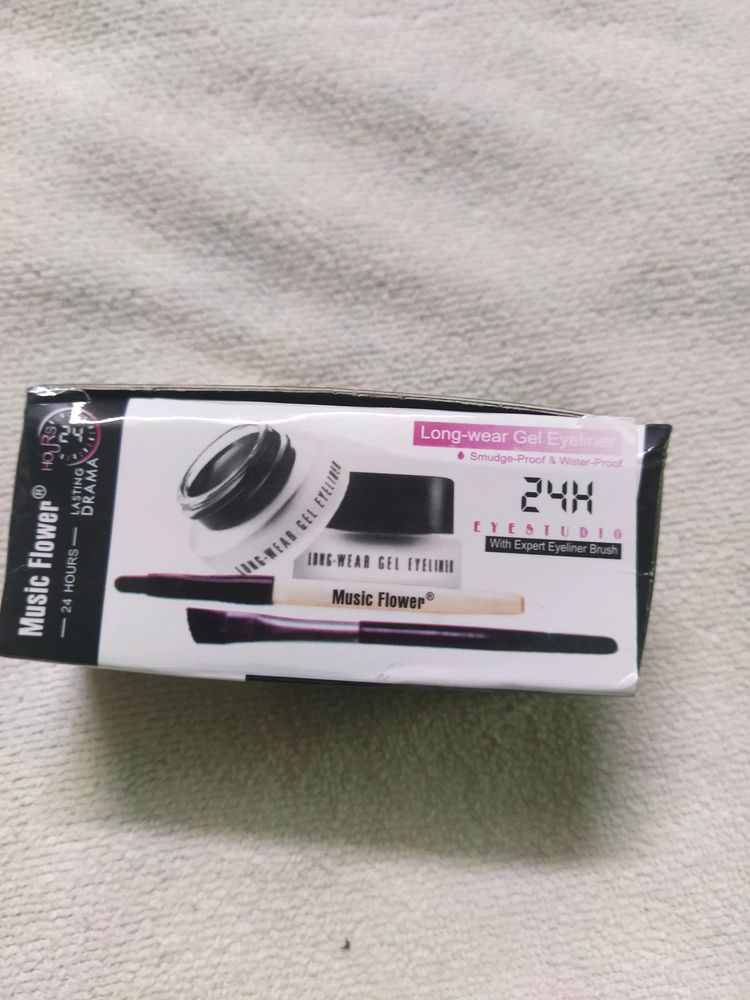 Music Flower®
— 24 HOURS —
LASTING
DRAMA
HOURS
24
Long-wear Gel Eyeliner
Smudge-Proof & Water-Proof
24H
EYESTUDIO
With Expert Eyeliner Brush
LONG-WEAR GEL EYELINER
LONG-WEAR GEL EYELINER
Music Flower®